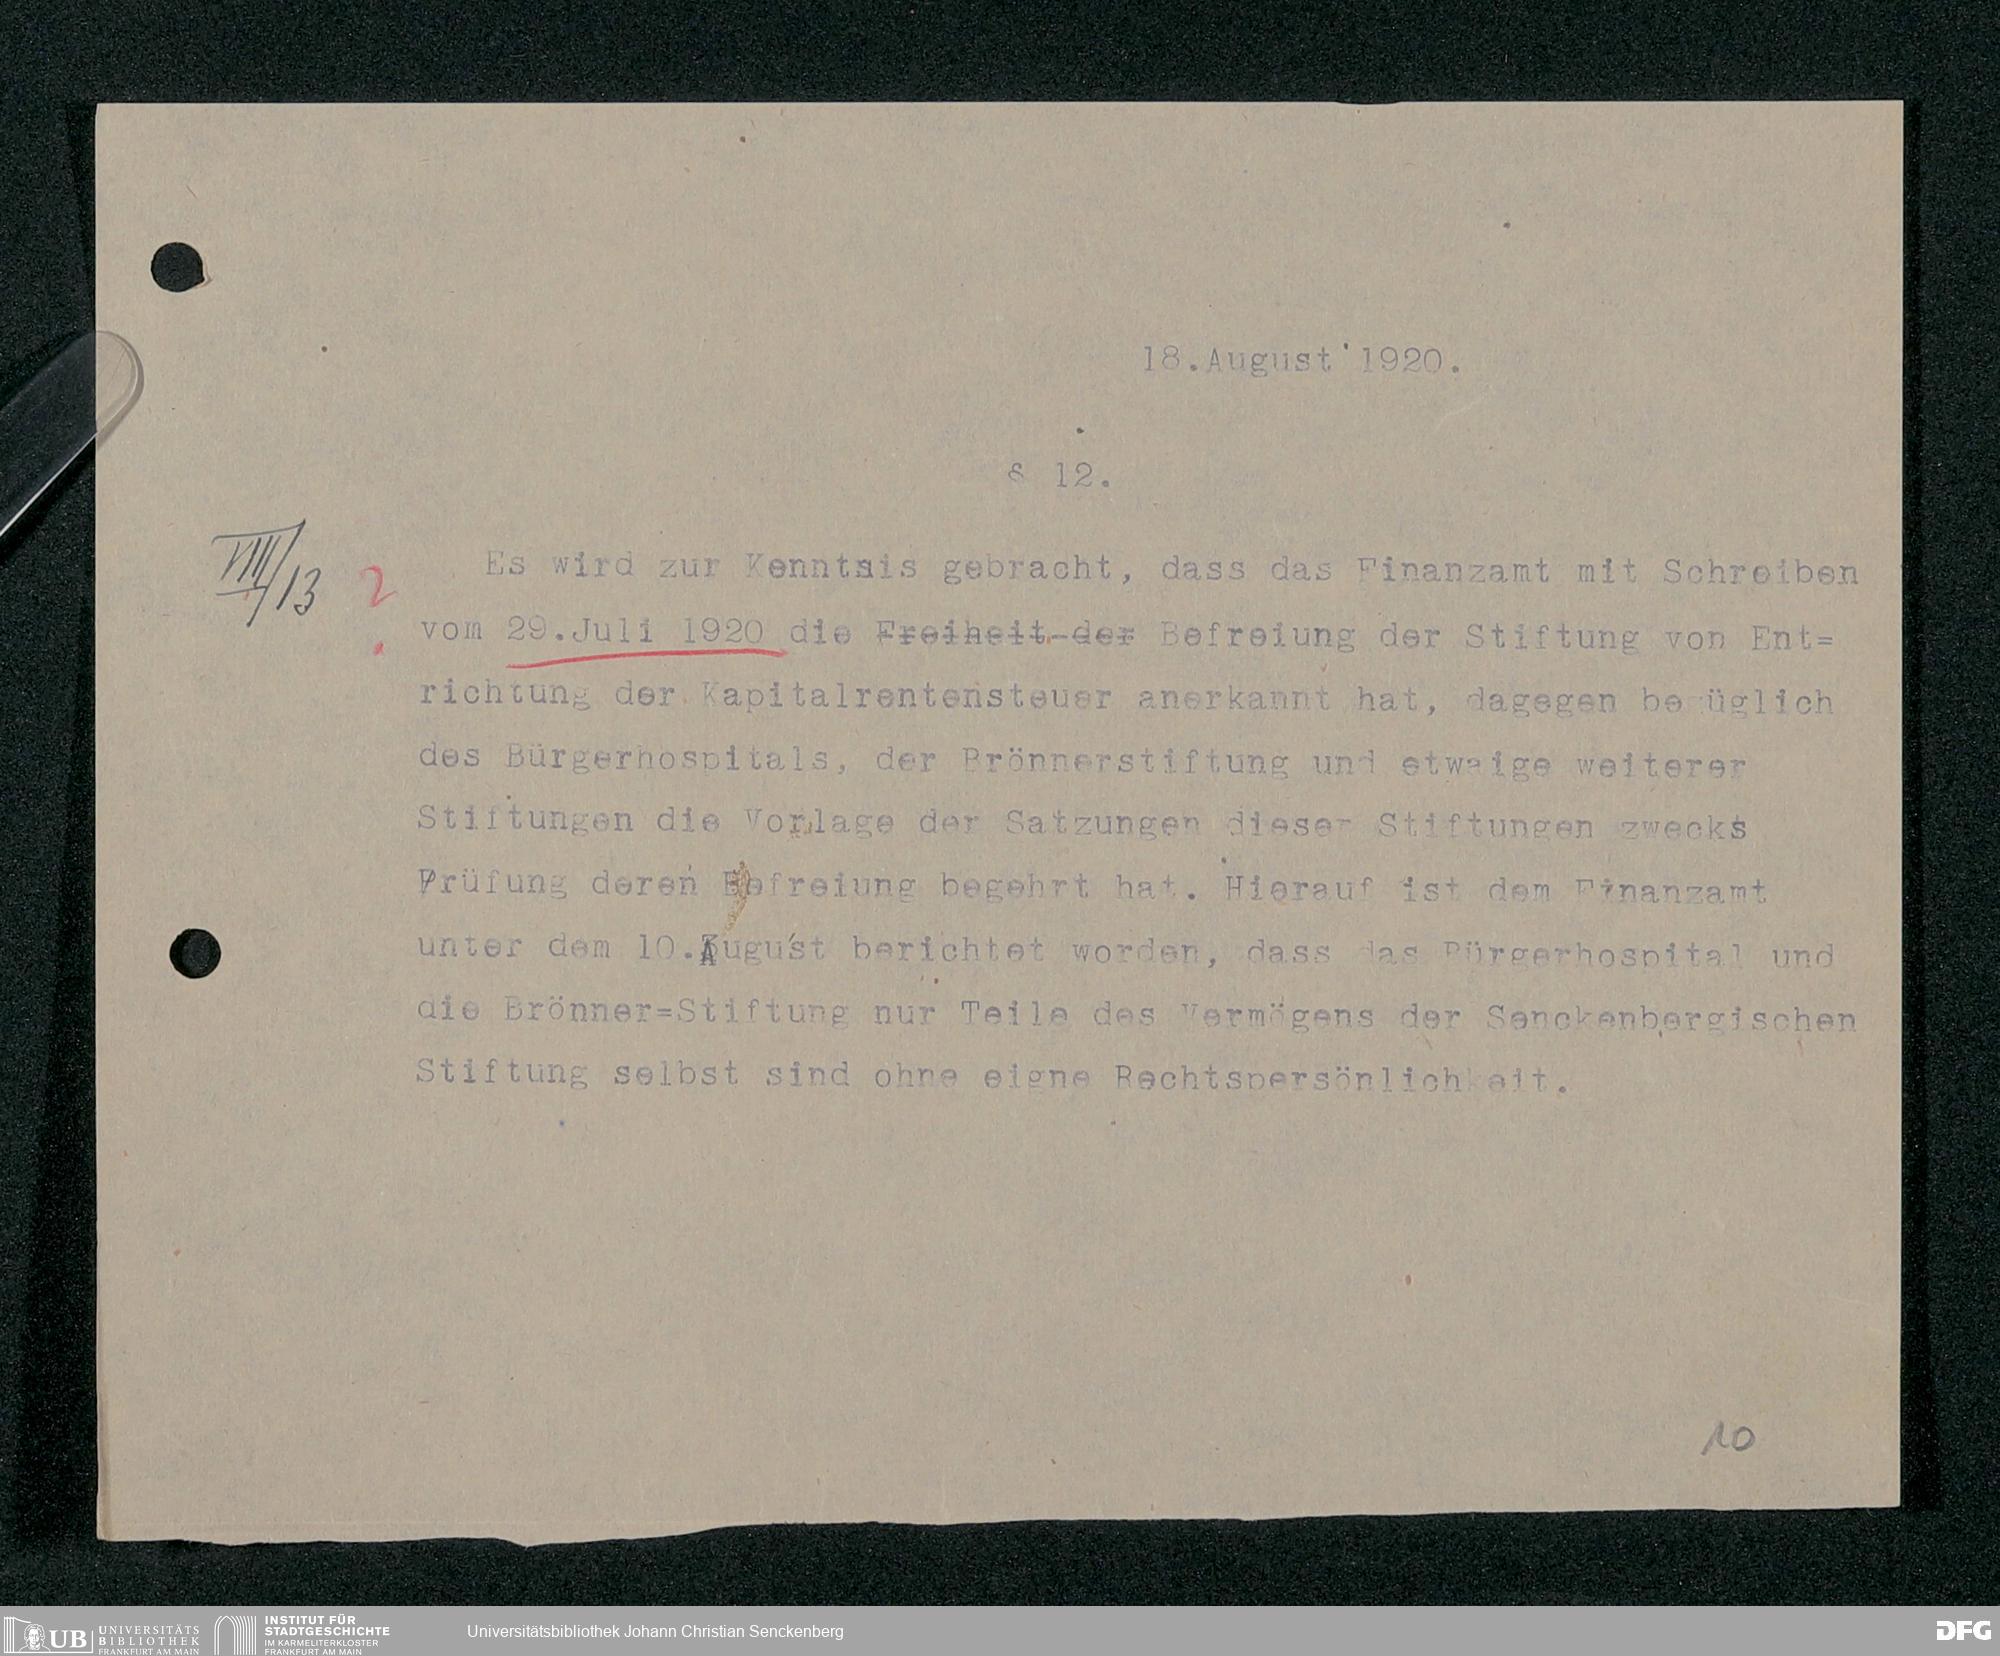 18.August 1920.
§ 12.
VIII/13 ?
Es wird zur Kenntnis gebracht, dass das Finanzamt mit Schreiben
vom 29.Juli 1920 die Freiheit der Befreiung der Stiftung von Ent=
richtung der Kapitalrentensteuer anerkannt hat, dagegen bezüglich
des Bürgerhospitals, der Brönnerstiftung und etwaige weiterer
Stiftungen die Vorlage der Satzungen dieser Stiftungen zwecks
Prüfung deren Befreiung begehrt hat. Hierauf ist dem Finanzamt
unter dem 10.August berichtet worden, dass das Bürgerhospital und
die Brönner=Stiftung nur Teile des Vermögens der Senckenbergischen
Stiftung selbst sind ohne eigne Rechtspersönlichkeit.
10
UB UNIVERSITÄTS
BIBLIOTHEK
FRANKFURT AM MAIN
INSTITUT FÜR
STADTGESCHICHTE
IM KARMELITERKLOSTER
FRANKFURT AM MAIN
Universitätsbibliothek Johann Christian Senckenberg
DFG